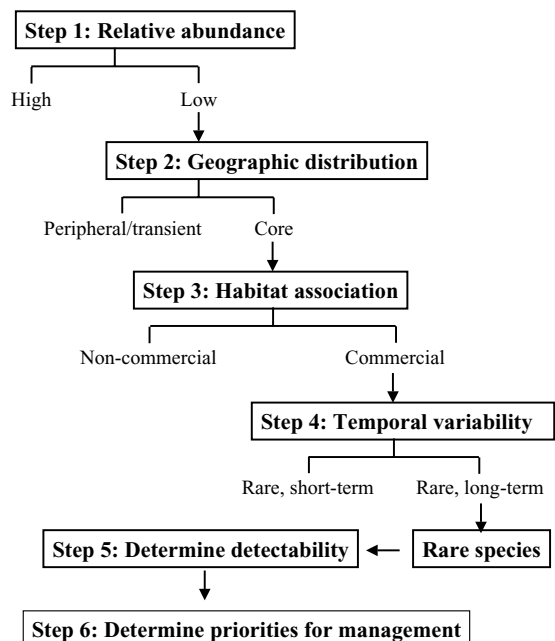 Step 1: Relative abundance
High Low
Step 2: Geographic distribution
Peripheral/transient Core
Step 3: Habitat association
Non-commercial Commercial
Step 4: Temporal variability
Rare, short-term Rare, long-term
Step 5: Determine detectability Rare species
Step 6: Determine priorities for management